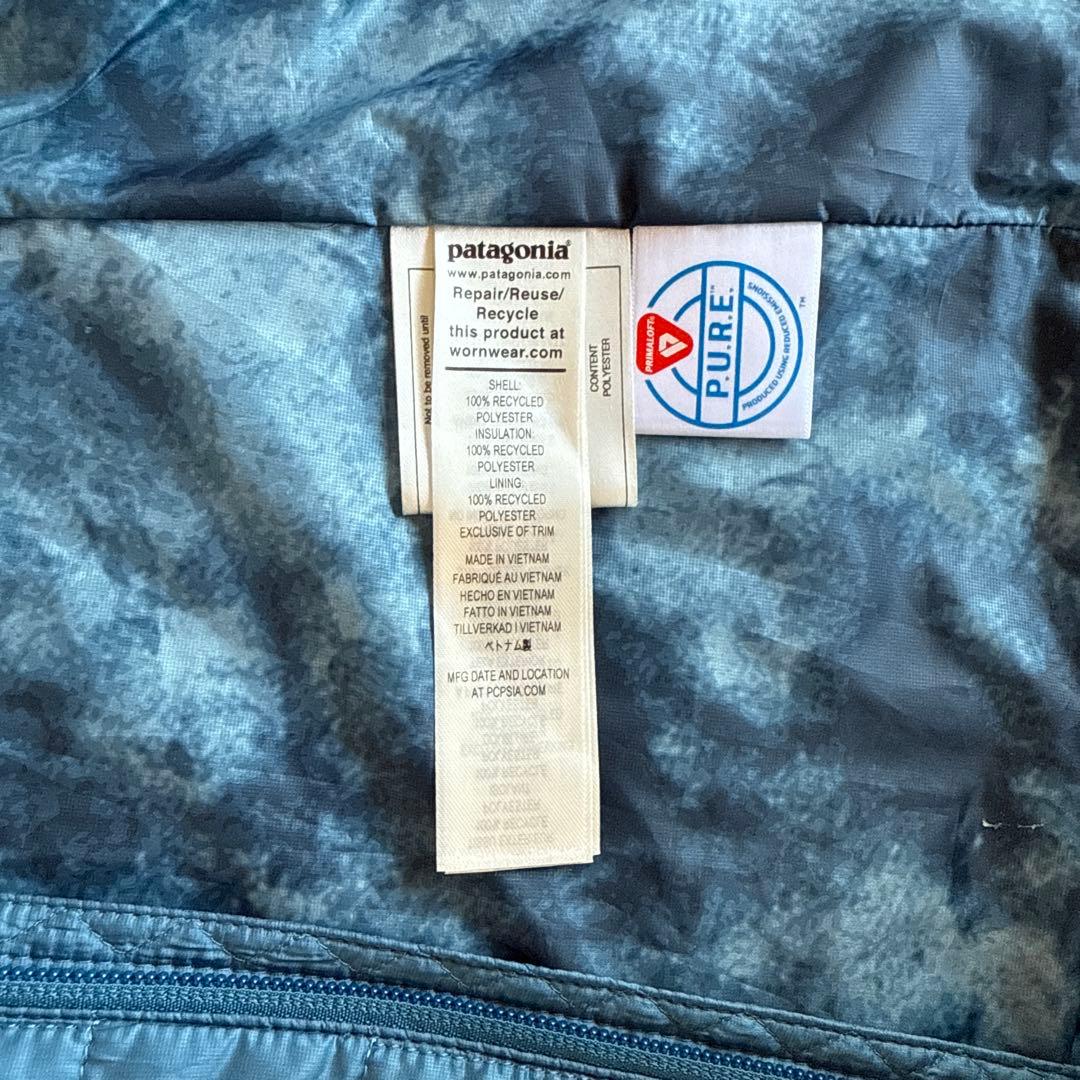 patagonia®
www.patagonia.com
Repair/Reuse/
Recycle
this product at
wornwear.com
SHELL:
100% RECYCLED
POLYESTER
INSULATION:
100% RECYCLED
POLYESTER
LINING:
100% RECYCLED
POLYESTER
EXCLUSIVE OF TRIM
MADE IN VIETNAM
FABRIQUÉ AU VIETNAM
HECHO EN VIETNAM
FATTO IN VIETNAM
TILLVERKAD I VIETNAM
ベトナム製
MFG DATE AND LOCATION
AT PCPSIA.COM
Not to be removed until
CONTENT
POLYESTER
PRIMALOFT®
P.U.R.E.™
PRODUCED USING REDUCED EMISSIONS
™